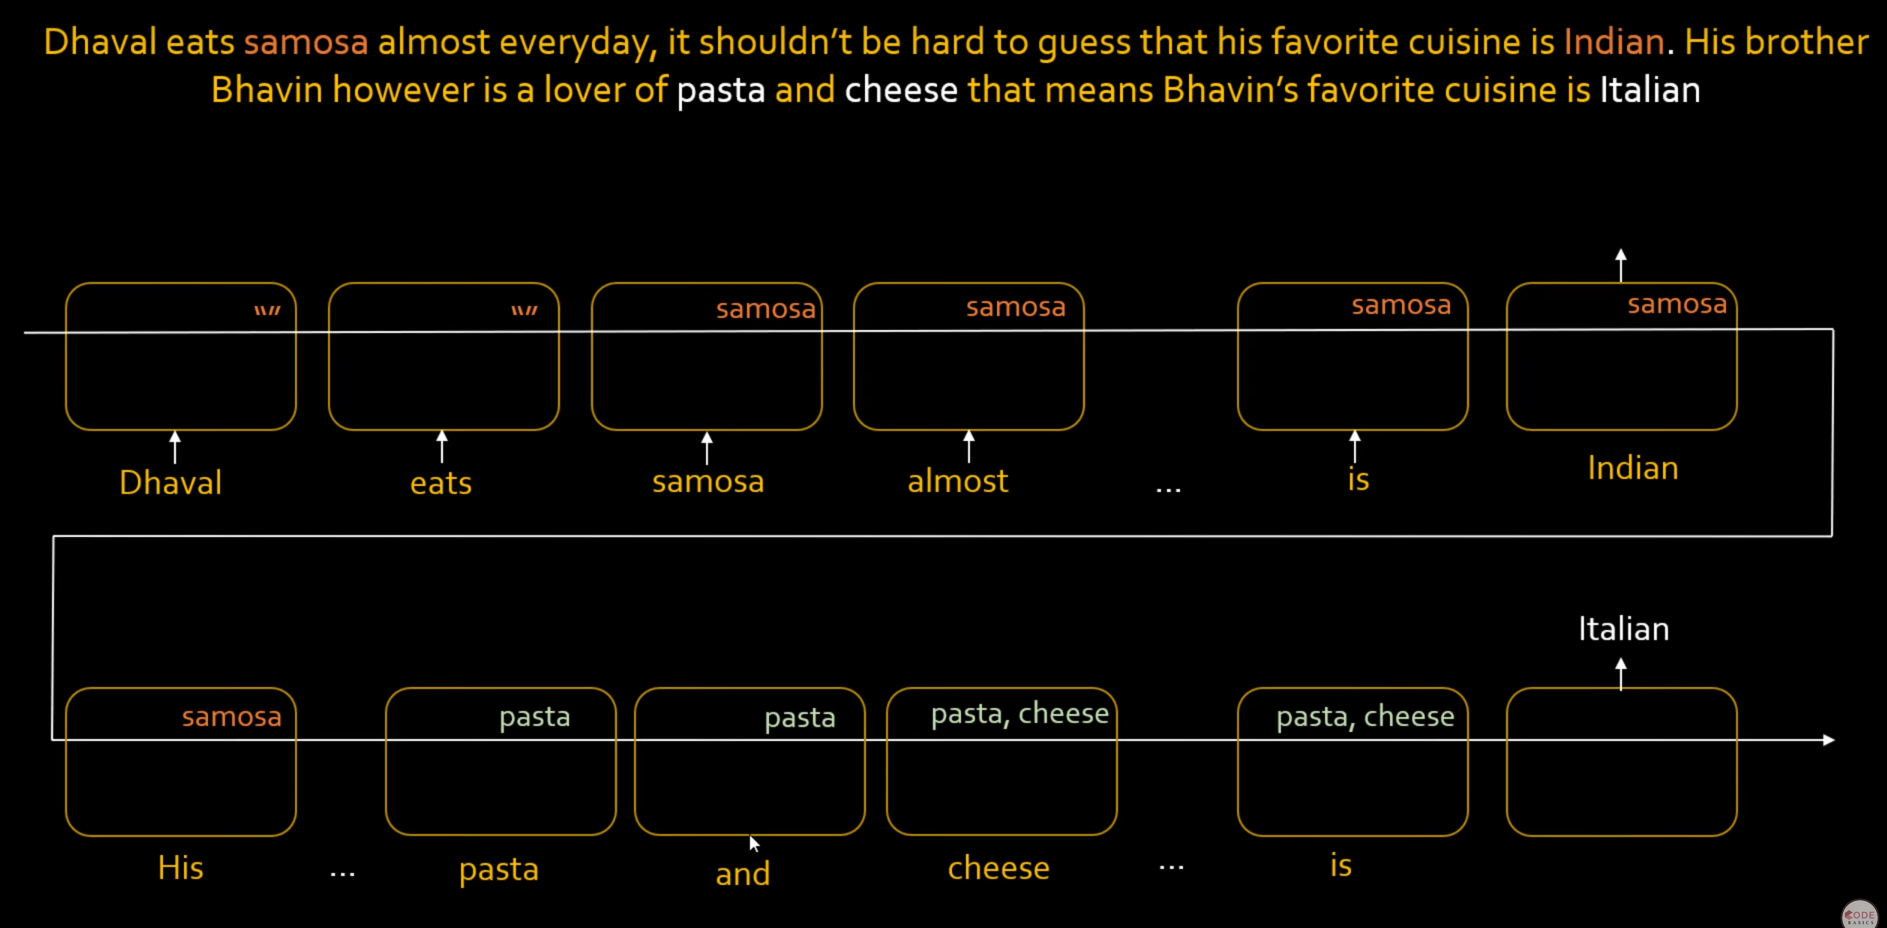 Dhaval eats samosa almost everyday, it shouldn't be hard to guess that his favorite cuisine is Indian. His brother
Bhavin however is a lover of pasta and cheese that means Bhavin's favorite cuisine is Italian
"" "" samosa samosa samosa samosa
Dhaval eats samosa almost ... is Indian
Italian
samosa pasta pasta pasta, cheese pasta, cheese
His ... pasta and cheese ... is
CODE
BASICS